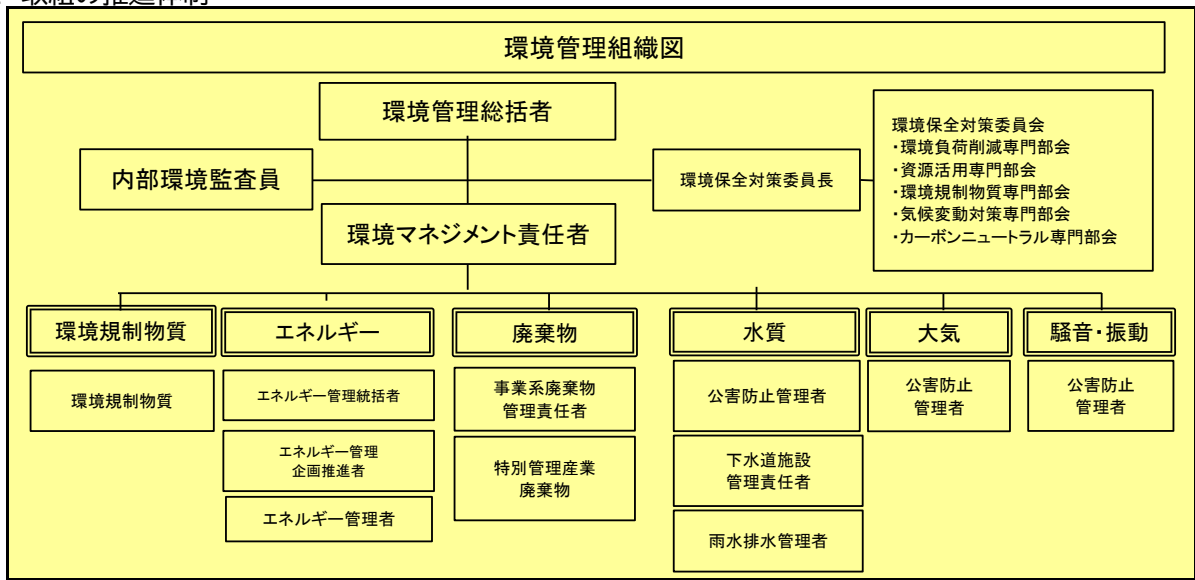 取組の推進体制
環境管理組織図
環境管理総括者
環境保全対策委員会
・環境負荷削減専門部会
・資源活用専門部会
・環境規制物質専門部会
・気候変動対策専門部会
・カーボンニュートラル専門部会
内部環境監査員
環境保全対策委員長
環境マネジメント責任者
環境規制物質
エネルギー
廃棄物
水質
大気
騒音・振動
環境規制物質
エネルギー管理統括者
エネルギー管理
企画推進者
エネルギー管理者
事業系廃棄物
管理責任者
特別管理産業
廃棄物
公害防止管理者
下水道施設
管理責任者
雨水排水管理者
公害防止
管理者
公害防止
管理者